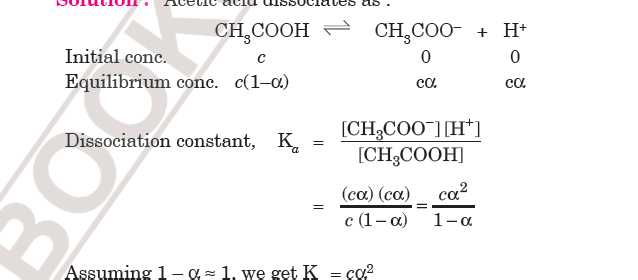 Solution : Acetic acid dissociates as :
CH₃COOH ⇌ CH₃COO⁻ + H⁺
Initial conc. c 0 0
Equilibrium conc. c(1–α) cα cα
Dissociation constant, Kₐ = [CH₃COO⁻][H⁺] / [CH₃COOH]
= (cα) (cα) / c (1 – α) = cα² / 1 – α
Assuming 1 – α ≈ 1, we get K = cα²
BOOK